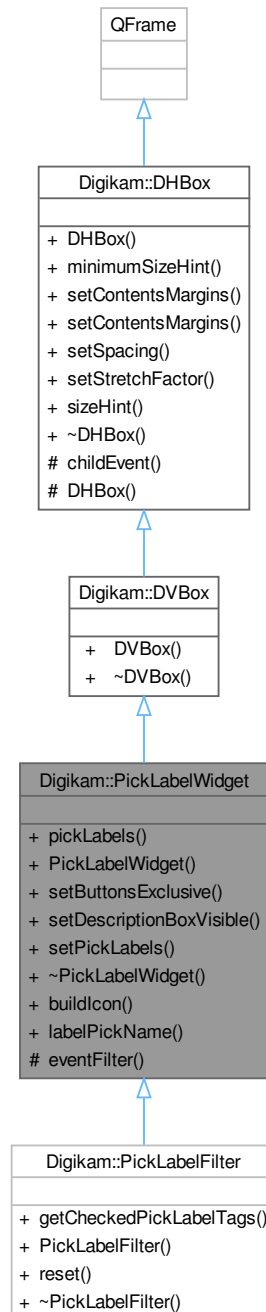 QFrame
Digikam::DHBox
+ DHBox()
+ minimumSizeHint()
+ setContentsMargins()
+ setContentsMargins()
+ setSpacing()
+ setStretchFactor()
+ sizeHint()
+ ~DHBox()
# childEvent()
# DHBox()
Digikam::DVBox
+ DVBox()
+ ~DVBox()
Digikam::PickLabelWidget
+ pickLabels()
+ PickLabelWidget()
+ setButtonsExclusive()
+ setDescriptionBoxVisible()
+ setPickLabels()
+ ~PickLabelWidget()
+ buildIcon()
+ labelPickName()
# eventFilter()
Digikam::PickLabelFilter
+ getCheckedPickLabelTags()
+ PickLabelFilter()
+ reset()
+ ~PickLabelFilter()